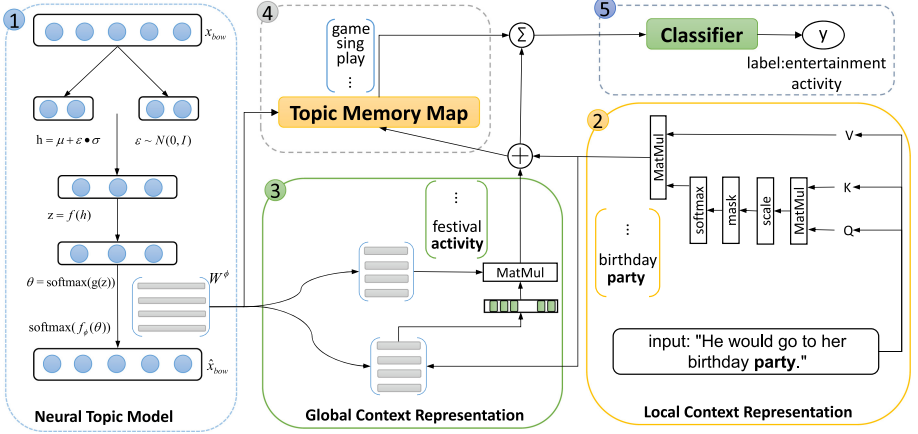 1
x_bow
h = μ + ε • σ
ε ~ N(0, I)
z = f(h)
θ = softmax(g(z))
W^ϕ
softmax(f_ϕ(θ))
x̂_bow
Neural Topic Model
4
game
sing
play
...
Topic Memory Map
Σ
5
Classifier
y
label:entertainment
activity
3
...
festival
activity
MatMul
Global Context Representation
2
MatMul
V
softmax
mask
scale
MatMul
K
Q
...
birthday
party
input: "He would go to her
birthday party."
Local Context Representation